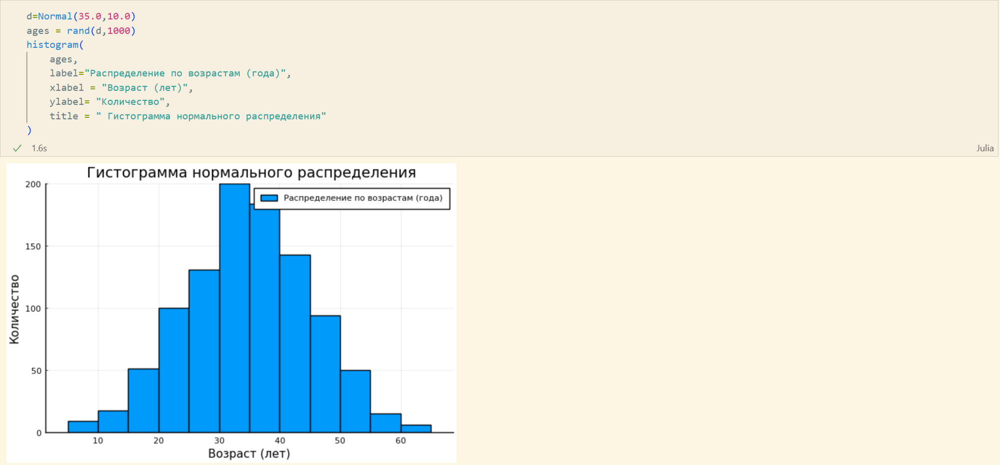 d=Normal(35.0,10.0)
ages = rand(d,1000)
histogram(
    ages,
    label="Распределение по возрастам (года)",
    xlabel = "Возраст (лет)",
    ylabel= "Количество",
    title = " Гистограмма нормального распределения"
)
1.6s
Julia
Гистограмма нормального распределения
Распределение по возрастам (года)
200
150
100
50
0
Количество
10 20 30 40 50 60
Возраст (лет)